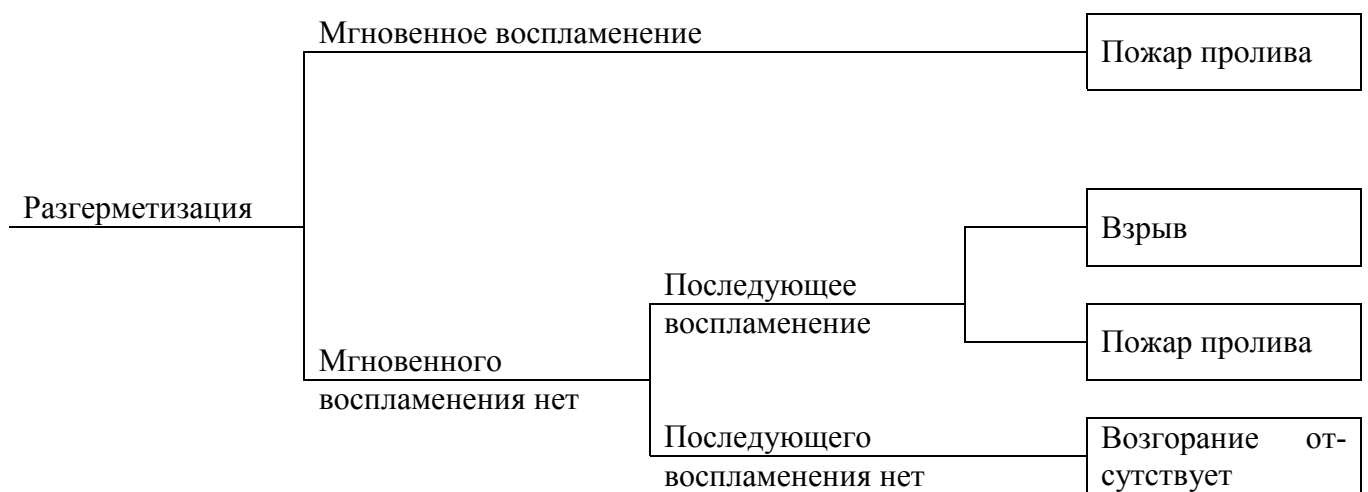 Мгновенное воспламенение
Пожар пролива
Разгерметизация
Взрыв
Последующее
воспламенение
Пожар пролива
Мгновенного
воспламенения нет
Последующего
воспламенения нет
Возгорание от-
сутствует